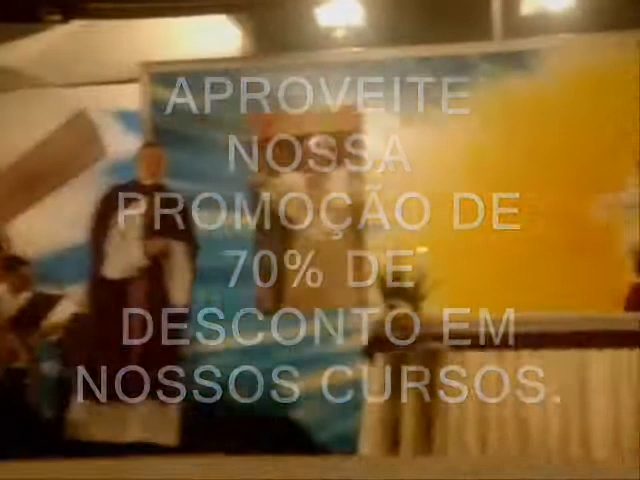 APROVEITE
NOSSA
PROMOÇÃO DE
70% DE
DESCONTO EM
NOSSOS CURSOS.